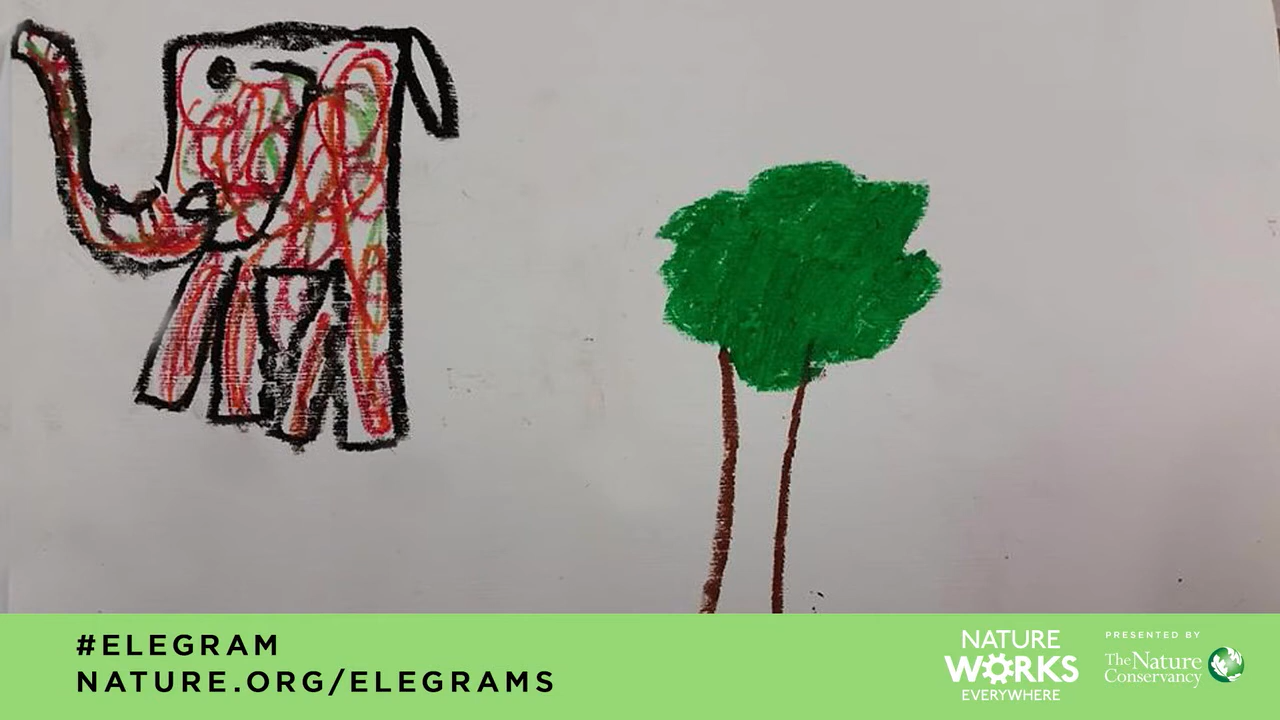 #ELEGRAM
NATURE.ORG/ELEGRAMS
NATURE
WORKS
EVERYWHERE
PRESENTED BY
The Nature
Conservancy